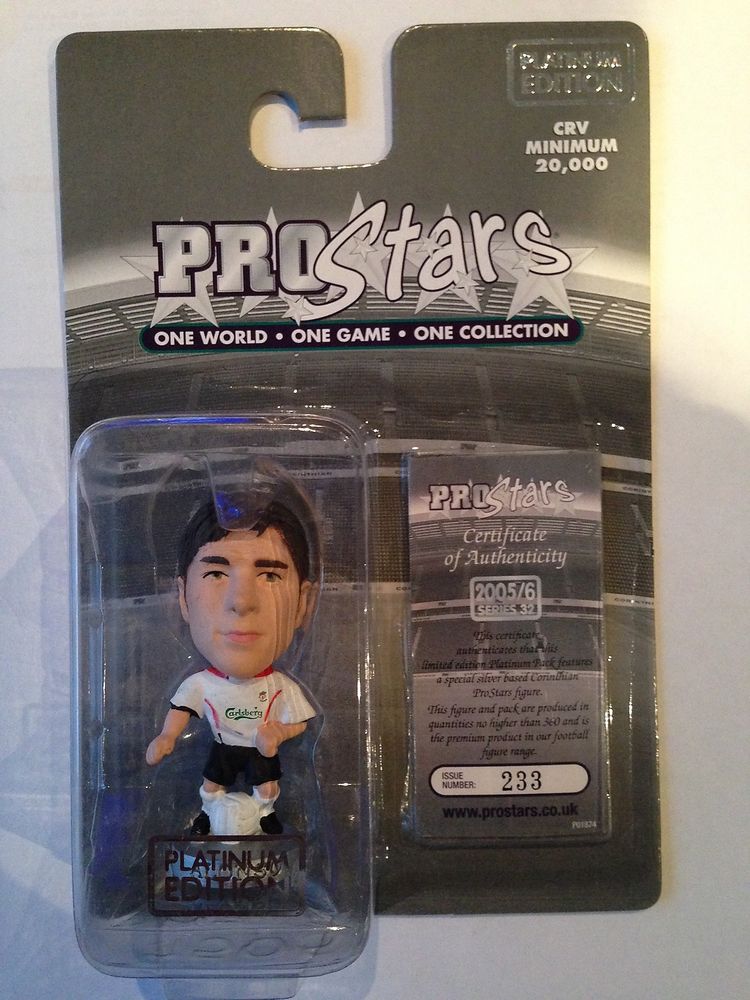 PLATINUM
EDITION
CRV
MINIMUM
20,000
PROStars
ONE WORLD • ONE GAME • ONE COLLECTION
PROStars
Certificate
of Authenticity
2005/6
SERIES 32
This certificate
authenticates that this
limited edition Platinum Pack features
a special silver based Corinthian
ProStars figure.
This figure and pack are produced in
quantities no higher than 360 and is
the premium product in our football
figure range.
ISSUE
NUMBER: 233
www.prostars.co.uk
P01874
Carlsberg
PLATINUM
EDITION